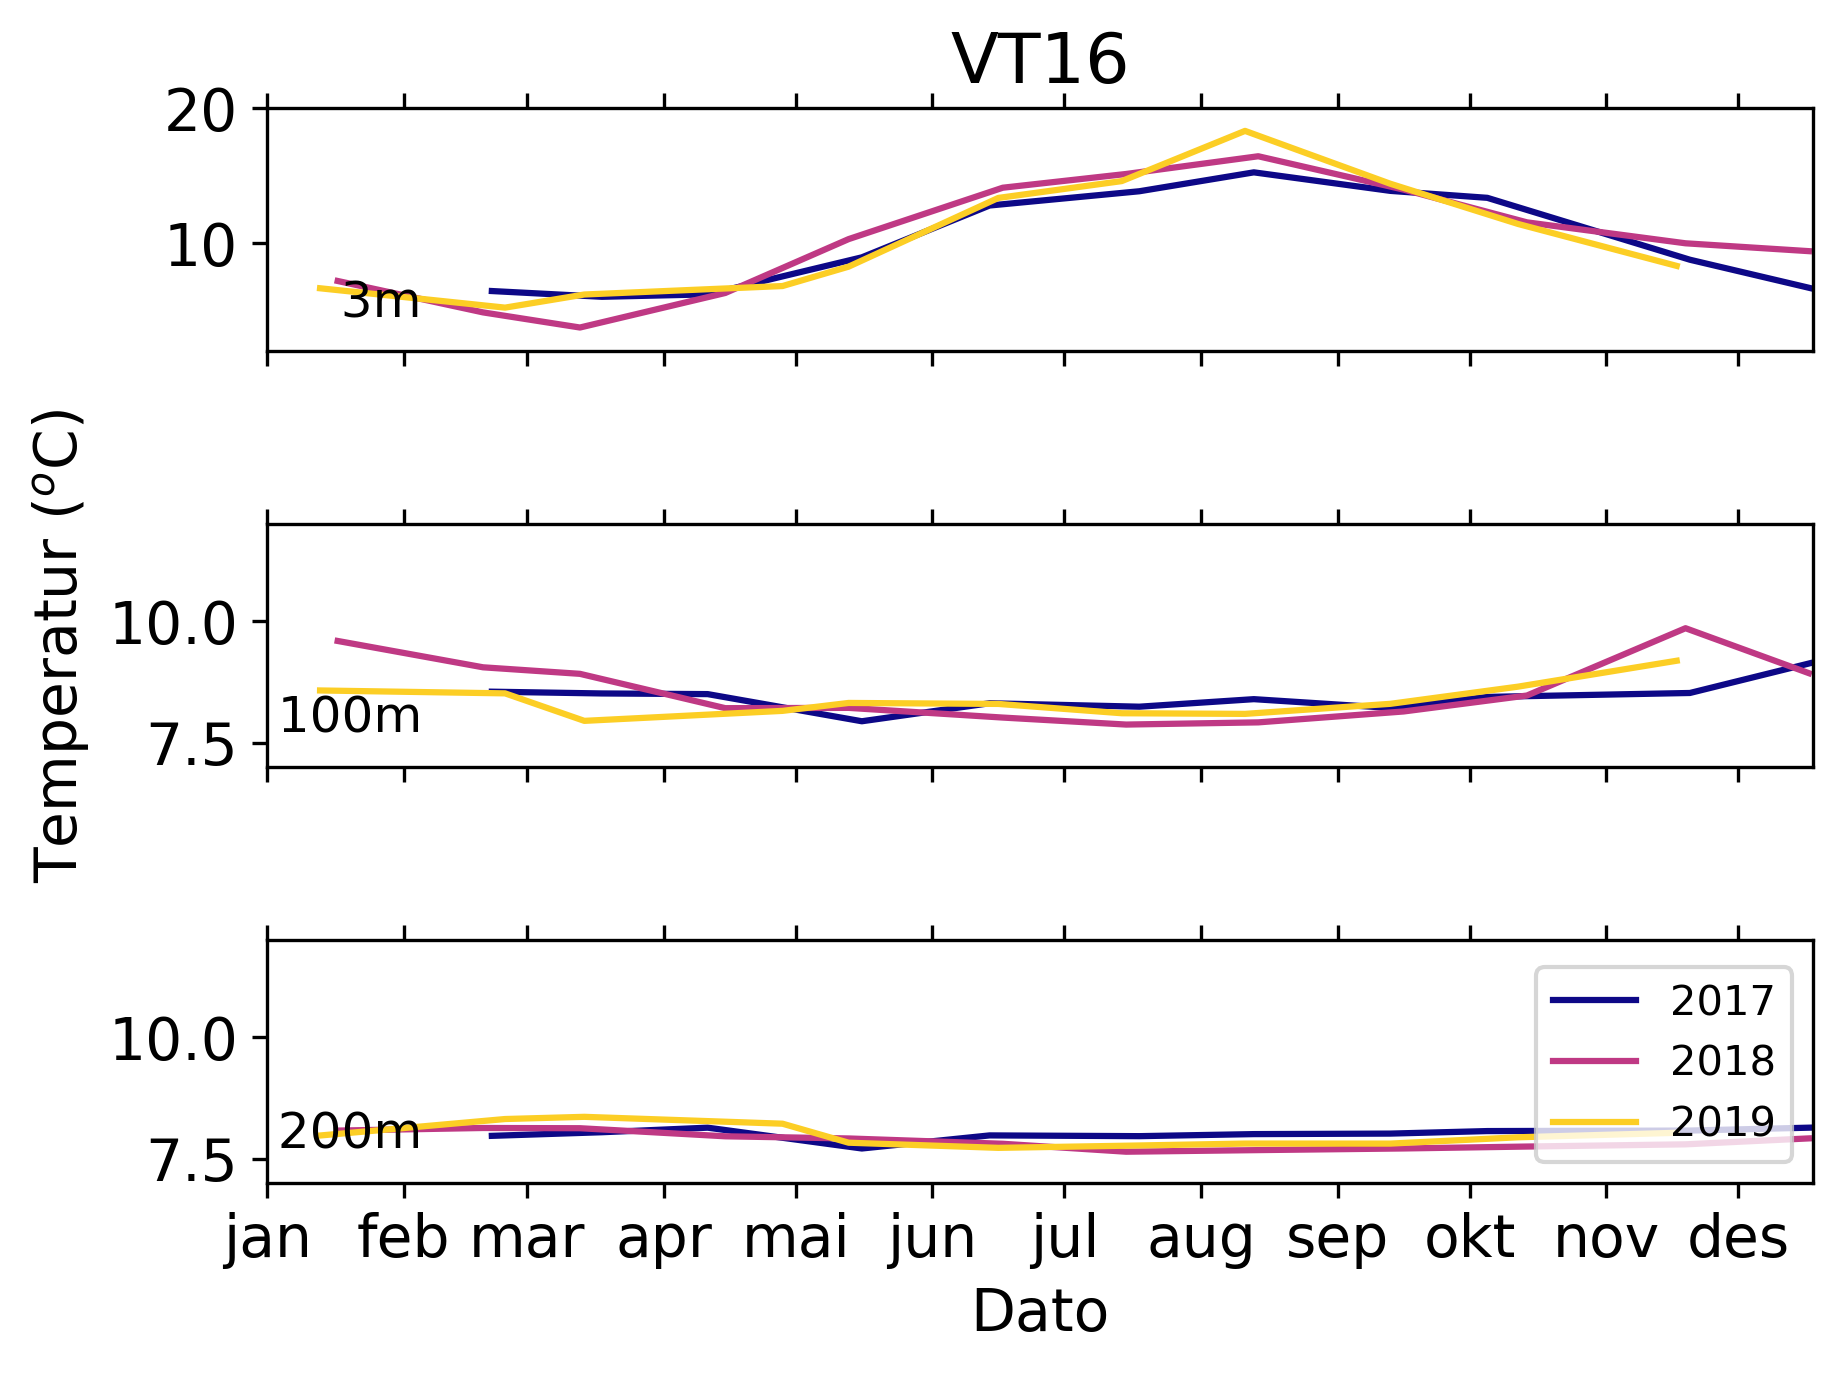 VT16
20
10
3m
Temperatur (°C)
10.0
7.5
100m
10.0
7.5
200m
2017
2018
2019
jan feb mar apr mai jun jul aug sep okt nov des
Dato